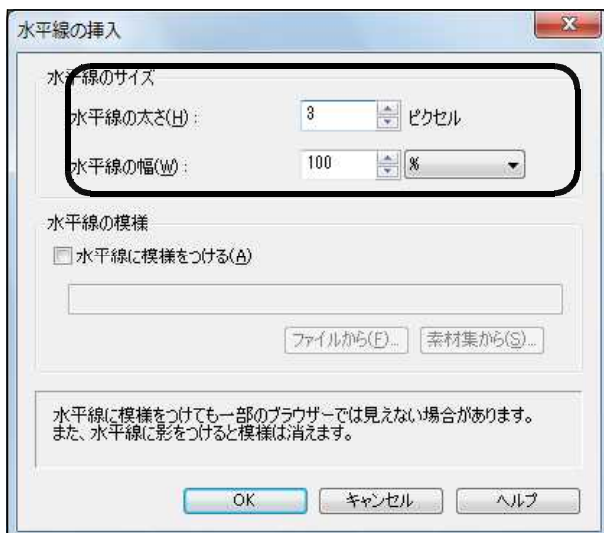 水平線の挿入
水平線のサイズ
水平線の太さ(H)： 3 ピクセル
水平線の幅(W)： 100 %
水平線の模様
水平線に模様をつける(A)
ファイルから(F)... 素材集から(S)...
水平線に模様をつけても一部のブラウザーでは見えない場合があります。
また、水平線に影をつけると模様は消えます。
OK キャンセル ヘルプ